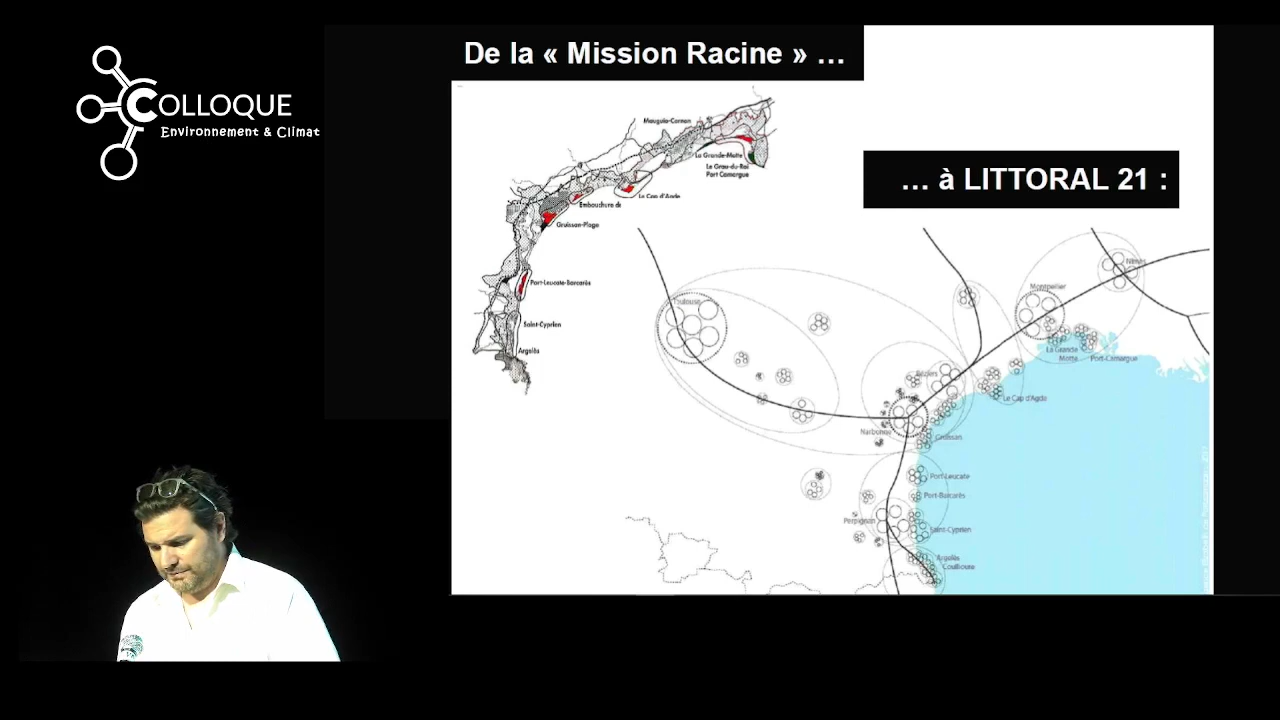 De la « Mission Racine » …
COLLOQUE
Environnement & Climat
Mauguio-Carnon
La Grande-Motte
Le Grau-du-Roi
Port Camargue
Le Cap d'Agde
Embouchure de
Gruissan-Plage
Port-Leucate-Barcarès
Saint-Cyprien
Argelès
… à LITTORAL 21 :
Nîmes
Montpellier
Toulouse
La Grande
Motte
Port-Camargue
Béziers
Le Cap d'Agde
Narbonne
Gruissan
Port-Leucate
Port-Barcarès
Perpignan
Saint-Cyprien
Argelès
Collioure